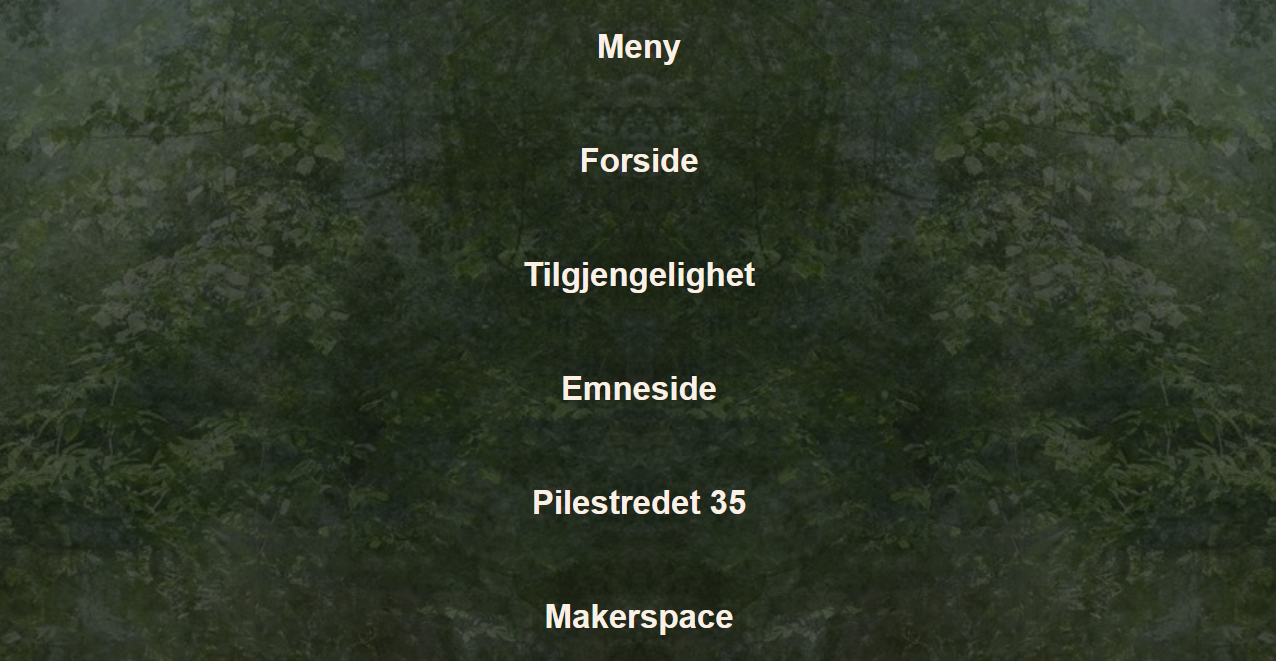 Meny
Forside
Tilgjengelighet
Emneside
Pilestredet 35
Makerspace